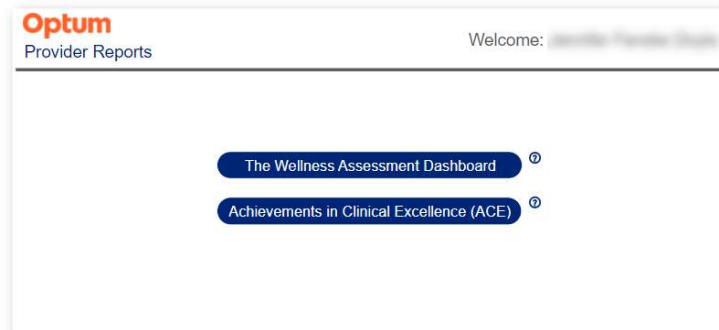 Optum
Provider Reports
Welcome:
The Wellness Assessment Dashboard ?
Achievements in Clinical Excellence (ACE) ?